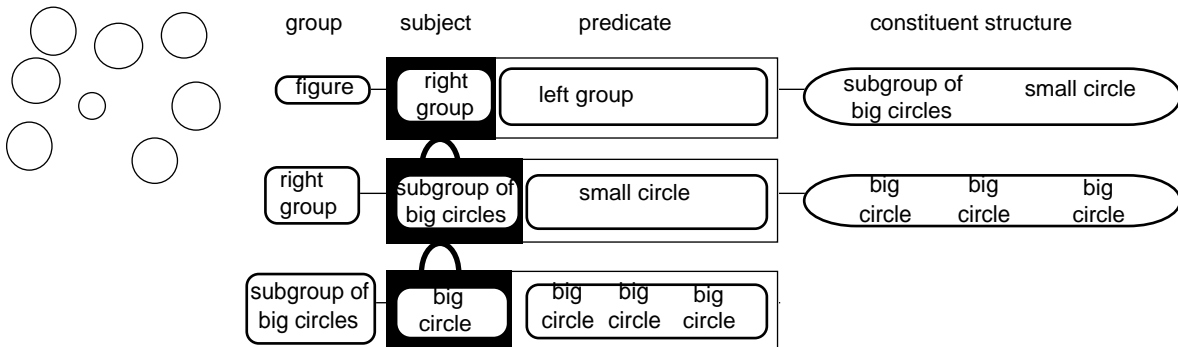 group subject predicate constituent structure
figure
right
group
left group
subgroup of
big circles
small circle
right
group
subgroup of
big circles
small circle
big
circle
big
circle
big
circle
subgroup of
big circles
big
circle
big
circle
big
circle
big
circle